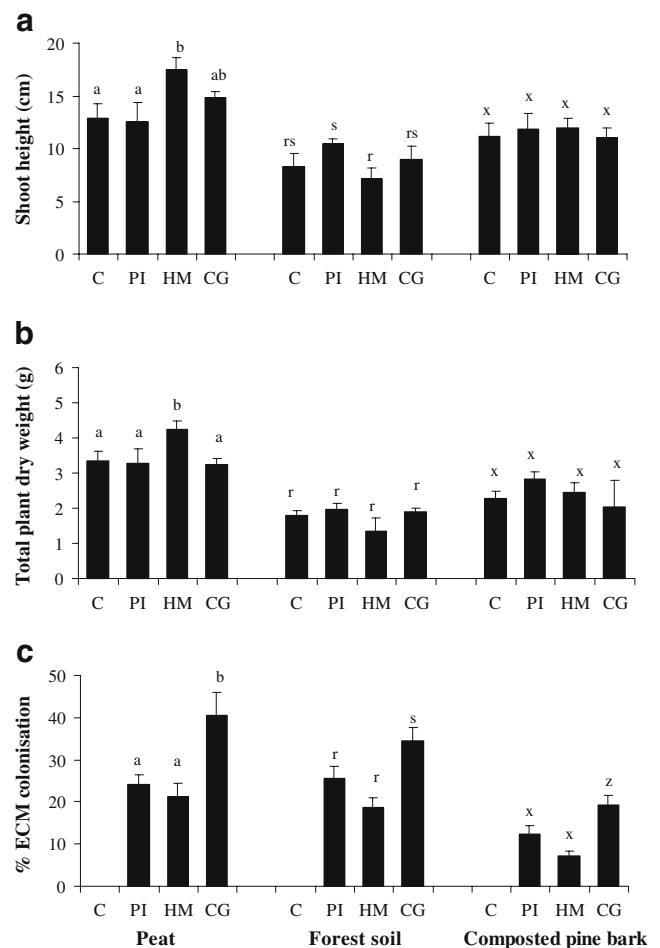 a
Shoot height (cm)
20
15
10
5
0
a a b ab
rs s r rs
x x x x
C PI HM CG C PI HM CG C PI HM CG
b
Total plant dry weight (g)
6
5
4
3
2
1
0
a a b a
r r r r
x x x x
C PI HM CG C PI HM CG C PI HM CG
c
% ECM colonisation
50
40
30
20
10
0
a a b
r r s
x x z
C PI HM CG C PI HM CG C PI HM CG
Peat Forest soil Composted pine bark